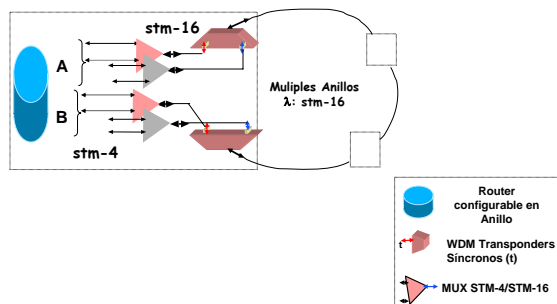 stm-16
A
B
stm-4
Muliples Anillos
λ: stm-16
Router
configurable en
Anillo
t
WDM Transponders
Síncronos (t)
MUX STM-4/STM-16